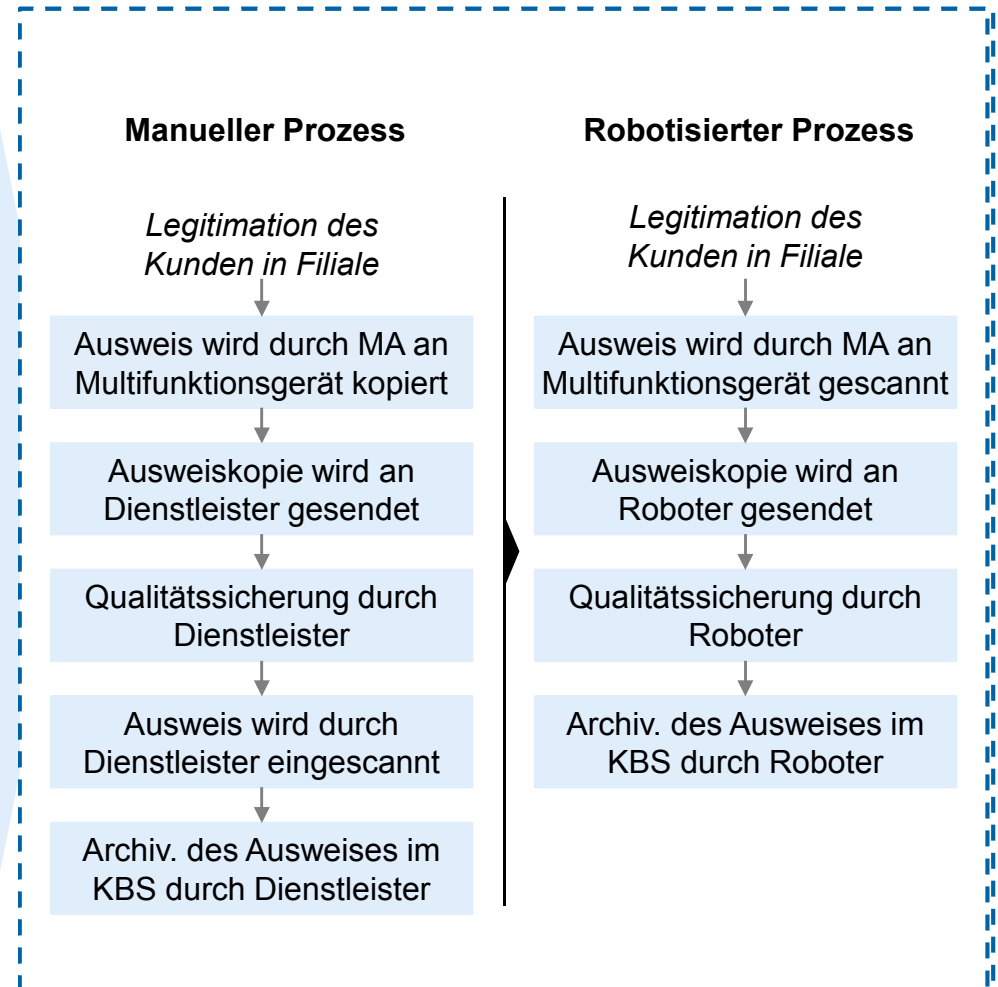 Manueller Prozess
Legitimation des
Kunden in Filiale
Ausweis wird durch MA an
Multifunktionsgerät kopiert
Ausweiskopie wird an
Dienstleister gesendet
Qualitätssicherung durch
Dienstleister
Ausweis wird durch
Dienstleister eingescannt
Archiv. des Ausweises im
KBS durch Dienstleister
Robotisierter Prozess
Legitimation des
Kunden in Filiale
Ausweis wird durch MA an
Multifunktionsgerät gescannt
Ausweiskopie wird an
Roboter gesendet
Qualitätssicherung durch
Roboter
Archiv. des Ausweises im
KBS durch Roboter